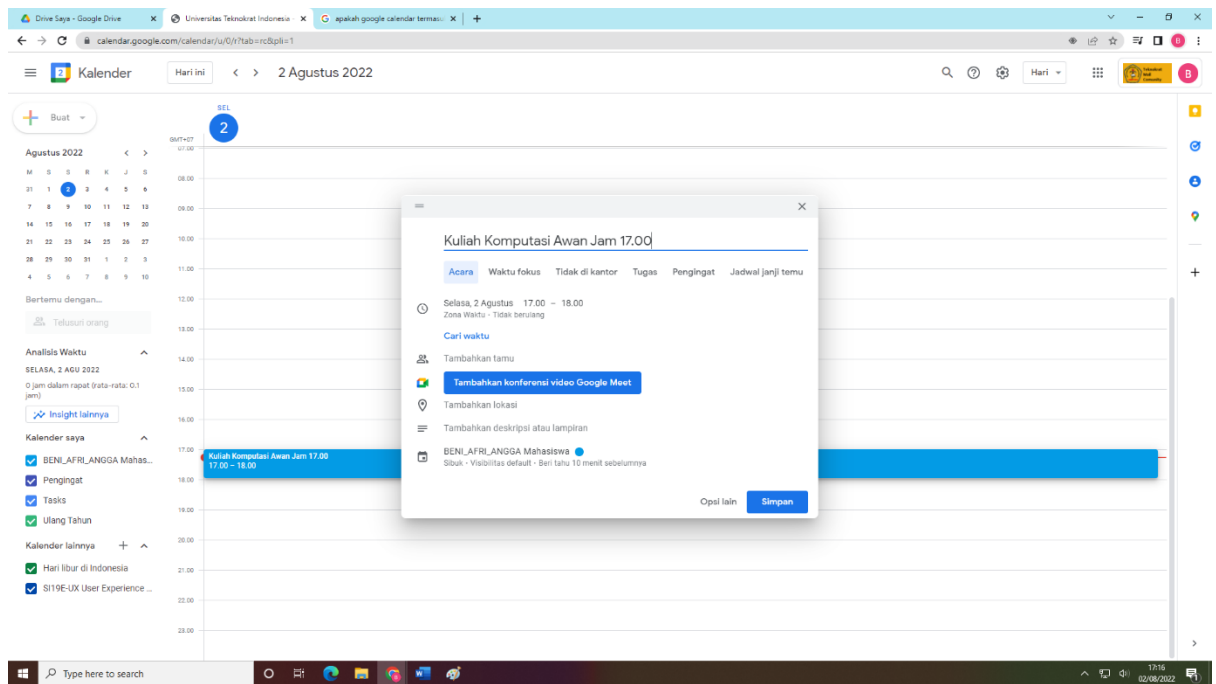 Drive Saya - Google Drive
Universitas Teknokrat Indonesia -
apakah google calendar termasu
calendar.google.com/calendar/u/0/r?tab=rc&pli=1
B
2
Kalender
Hari ini
2 Agustus 2022
Hari
B
Buat
SEL
2
GMT+07
Agustus 2022
M S S R K J S
31 1 2 3 4 5 6
7 8 9 10 11 12 13
14 15 16 17 18 19 20
21 22 23 24 25 26 27
28 29 30 31 1 2 3
4 5 6 7 8 9 10
Bertemu dengan...
Telusuri orang
Analisis Waktu
SELASA, 2 AGU 2022
0 jam dalam rapat (rata-rata: 0.1
jam)
Insight lainnya
Kalender saya
BENI_AFRI_ANGGA Mahas...
Pengingat
Tasks
Ulang Tahun
Kalender lainnya
Hari libur di Indonesia
SI19E-UX User Experience ...
07.00
08.00
09.00
10.00
11.00
12.00
13.00
14.00
15.00
16.00
17.00
18.00
19.00
20.00
21.00
22.00
23.00
Kuliah Komputasi Awan Jam 17.00
17.00 – 18.00
Kuliah Komputasi Awan Jam 17.00
Acara Waktu fokus Tidak di kantor Tugas Pengingat Jadwal janji temu
Selasa, 2 Agustus 17.00 – 18.00
Zona Waktu - Tidak berulang
Cari waktu
Tambahkan tamu
Tambahkan konferensi video Google Meet
Tambahkan lokasi
Tambahkan deskripsi atau lampiran
BENI_AFRI_ANGGA Mahasiswa
Sibuk - Visibilitas default - Beri tahu 10 menit sebelumnya
Opsi lain
Simpan
Type here to search
17:16
02/08/2022